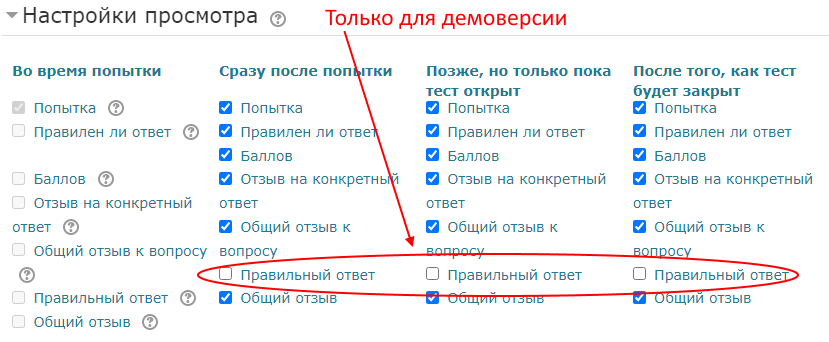 Настройки просмотра
Только для демоверсии
Во время попытки
Попытка
Правилен ли ответ
Баллов
Отзыв на конкретный
ответ
Общий отзыв к вопросу
Правильный ответ
Общий отзыв
Сразу после попытки
Попытка
Правилен ли ответ
Баллов
Отзыв на конкретный
ответ
Общий отзыв к
вопросу
Правильный ответ
Общий отзыв
Позже, но только пока
тест открыт
Попытка
Правилен ли ответ
Баллов
Отзыв на конкретный
ответ
Общий отзыв к
вопросу
Правильный ответ
Общий отзыв
После того, как тест
будет закрыт
Попытка
Правилен ли ответ
Баллов
Отзыв на конкретный
ответ
Общий отзыв к
вопросу
Правильный ответ
Общий отзыв